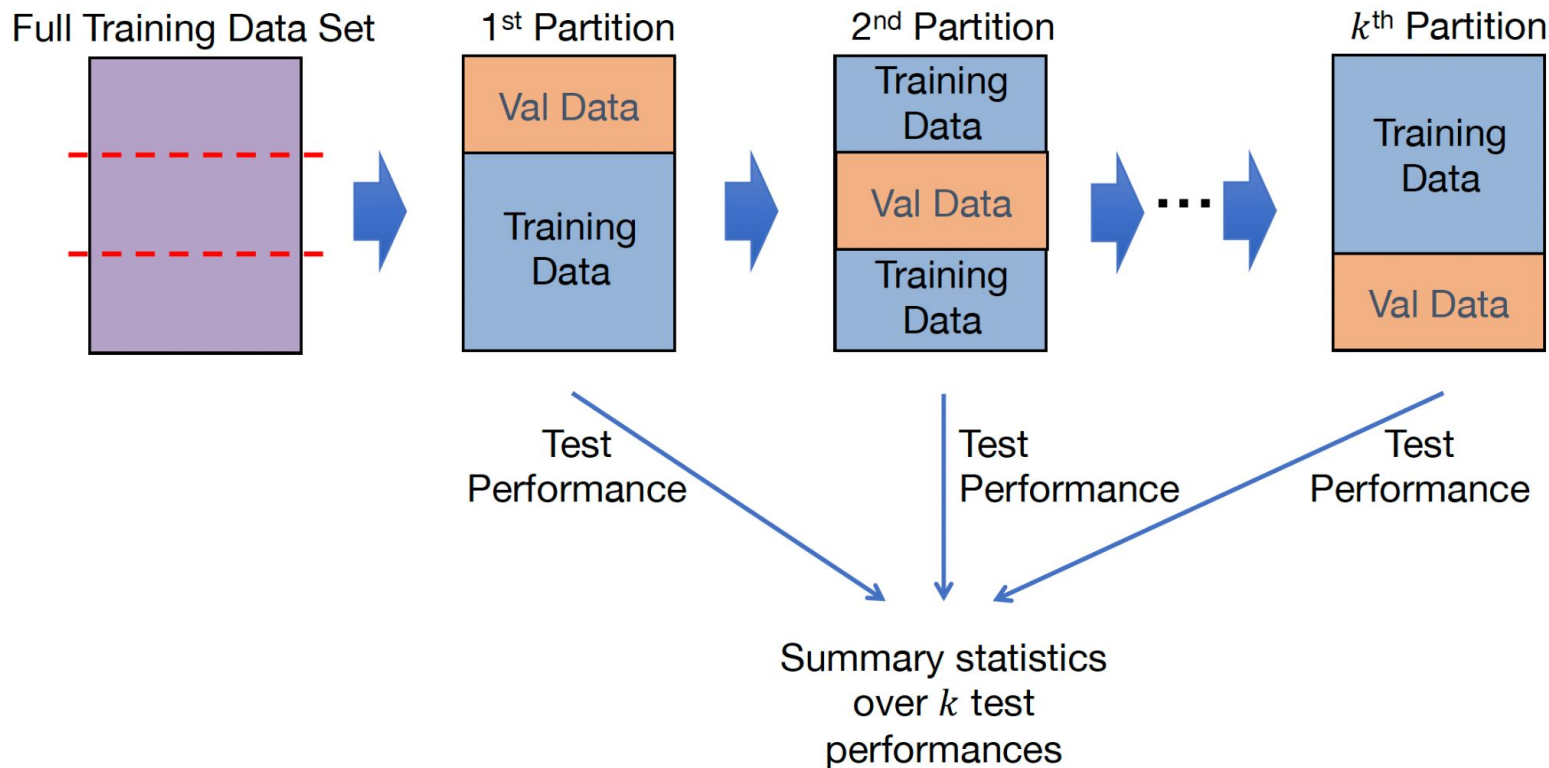 Full Training Data Set
1st Partition
2nd Partition
kth Partition
Val Data
Training
Data
Training
Data
Val Data
Training
Data
Training
Data
Val Data
...
Test
Performance
Test
Performance
Test
Performance
Summary statistics
over k test
performances